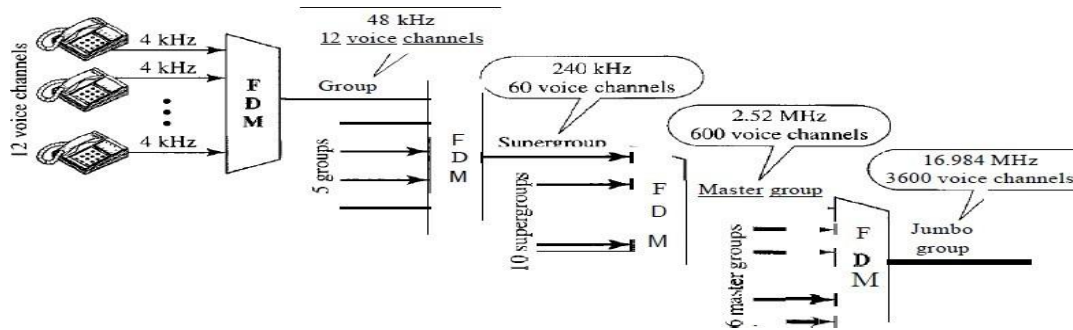 48 kHz
12 voice channels
4 kHz
4 kHz
4 kHz
12 voice channels
F
D
M
Group
5 groups
F
D
M
240 kHz
60 voice channels
Supergroup
10 supergroups
F
D
M
2.52 MHz
600 voice channels
Master group
6 master groups
F
D
M
16.984 MHz
3600 voice channels
Jumbo
group